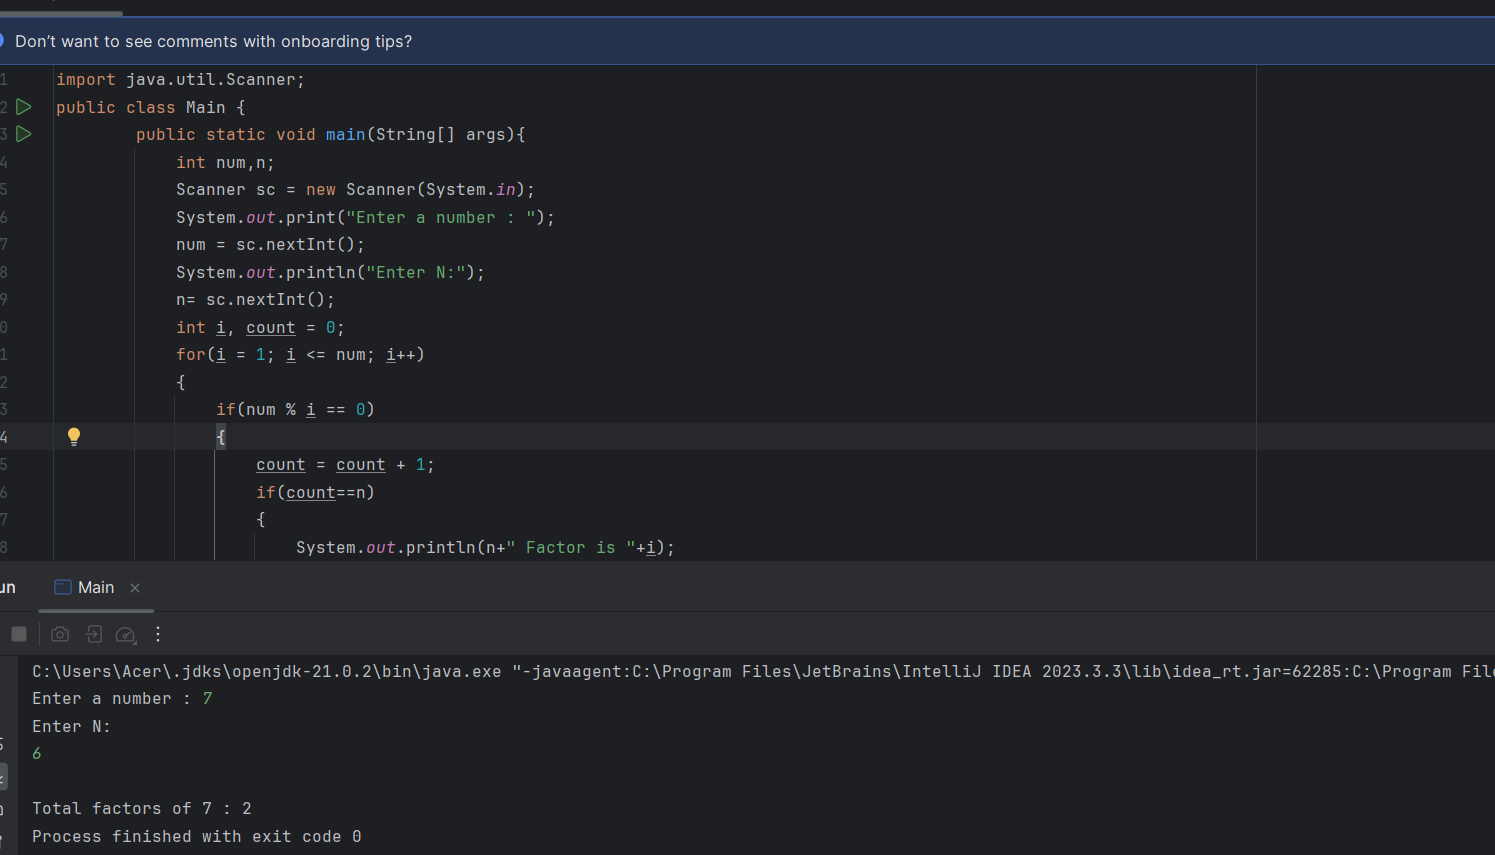 Don't want to see comments with onboarding tips?
1 import java.util.Scanner;
2 public class Main {
3 public static void main(String[] args){
4 int num,n;
5 Scanner sc = new Scanner(System.in);
6 System.out.print("Enter a number : ");
7 num = sc.nextInt();
8 System.out.println("Enter N:");
9 n= sc.nextInt();
0 int i, count = 0;
1 for(i = 1; i <= num; i++)
2 {
3 if(num % i == 0)
4 {
5 count = count + 1;
6 if(count==n)
7 {
8 System.out.println(n+" Factor is "+i);
un Main
C:\Users\Acer\.jdks\openjdk-21.0.2\bin\java.exe "-javaagent:C:\Program Files\JetBrains\IntelliJ IDEA 2023.3.3\lib\idea_rt.jar=62285:C:\Program File
Enter a number : 7
Enter N:
6
Total factors of 7 : 2
Process finished with exit code 0